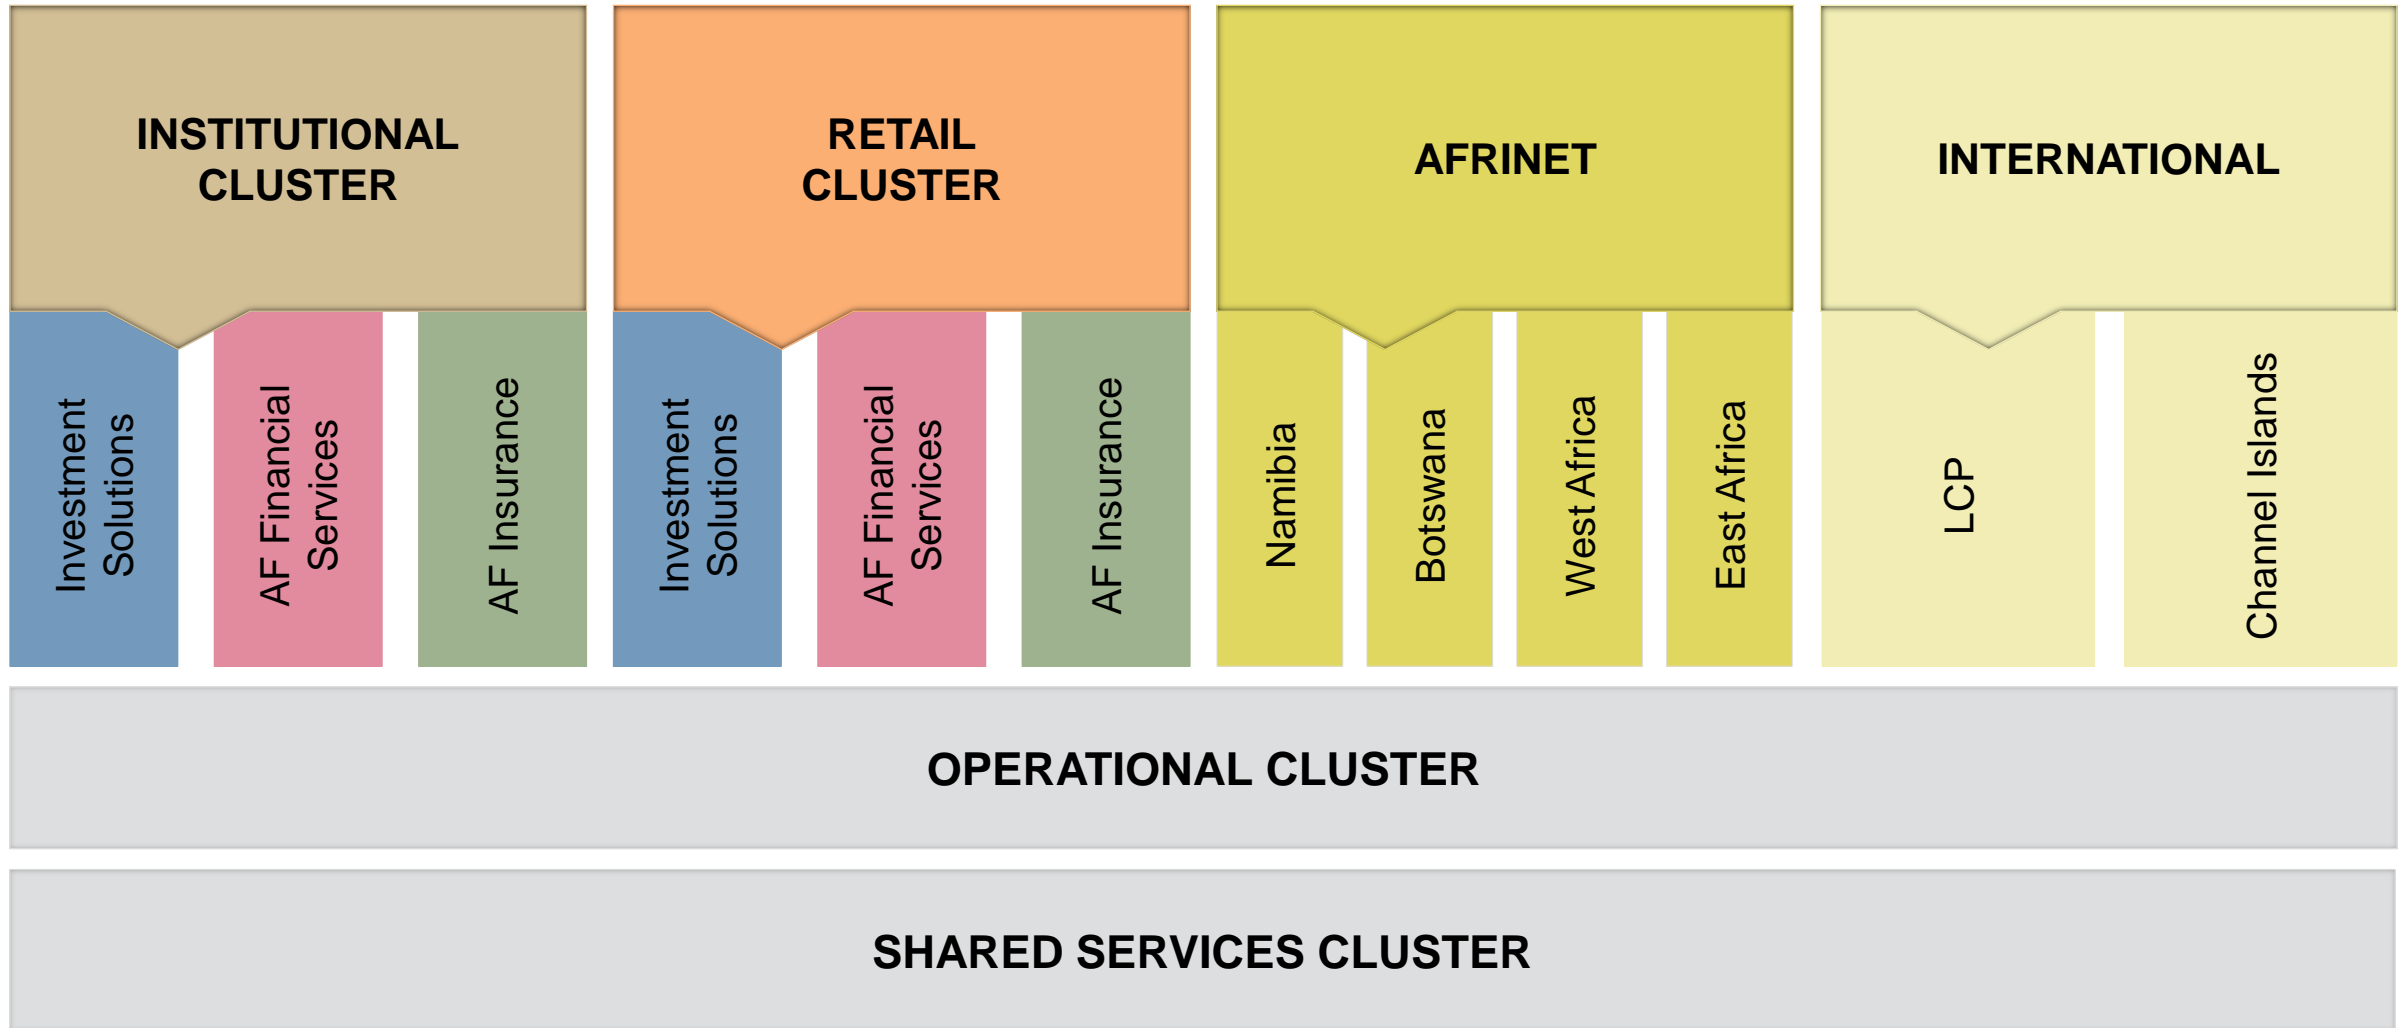 INSTITUTIONAL
CLUSTER
RETAIL
CLUSTER
AFRINET
INTERNATIONAL
Investment
Solutions
AF Financial
Services
AF Insurance
Investment
Solutions
AF Financial
Services
AF Insurance
Namibia
Botswana
West Africa
East Africa
LCP
Channel Islands
OPERATIONAL CLUSTER
SHARED SERVICES CLUSTER